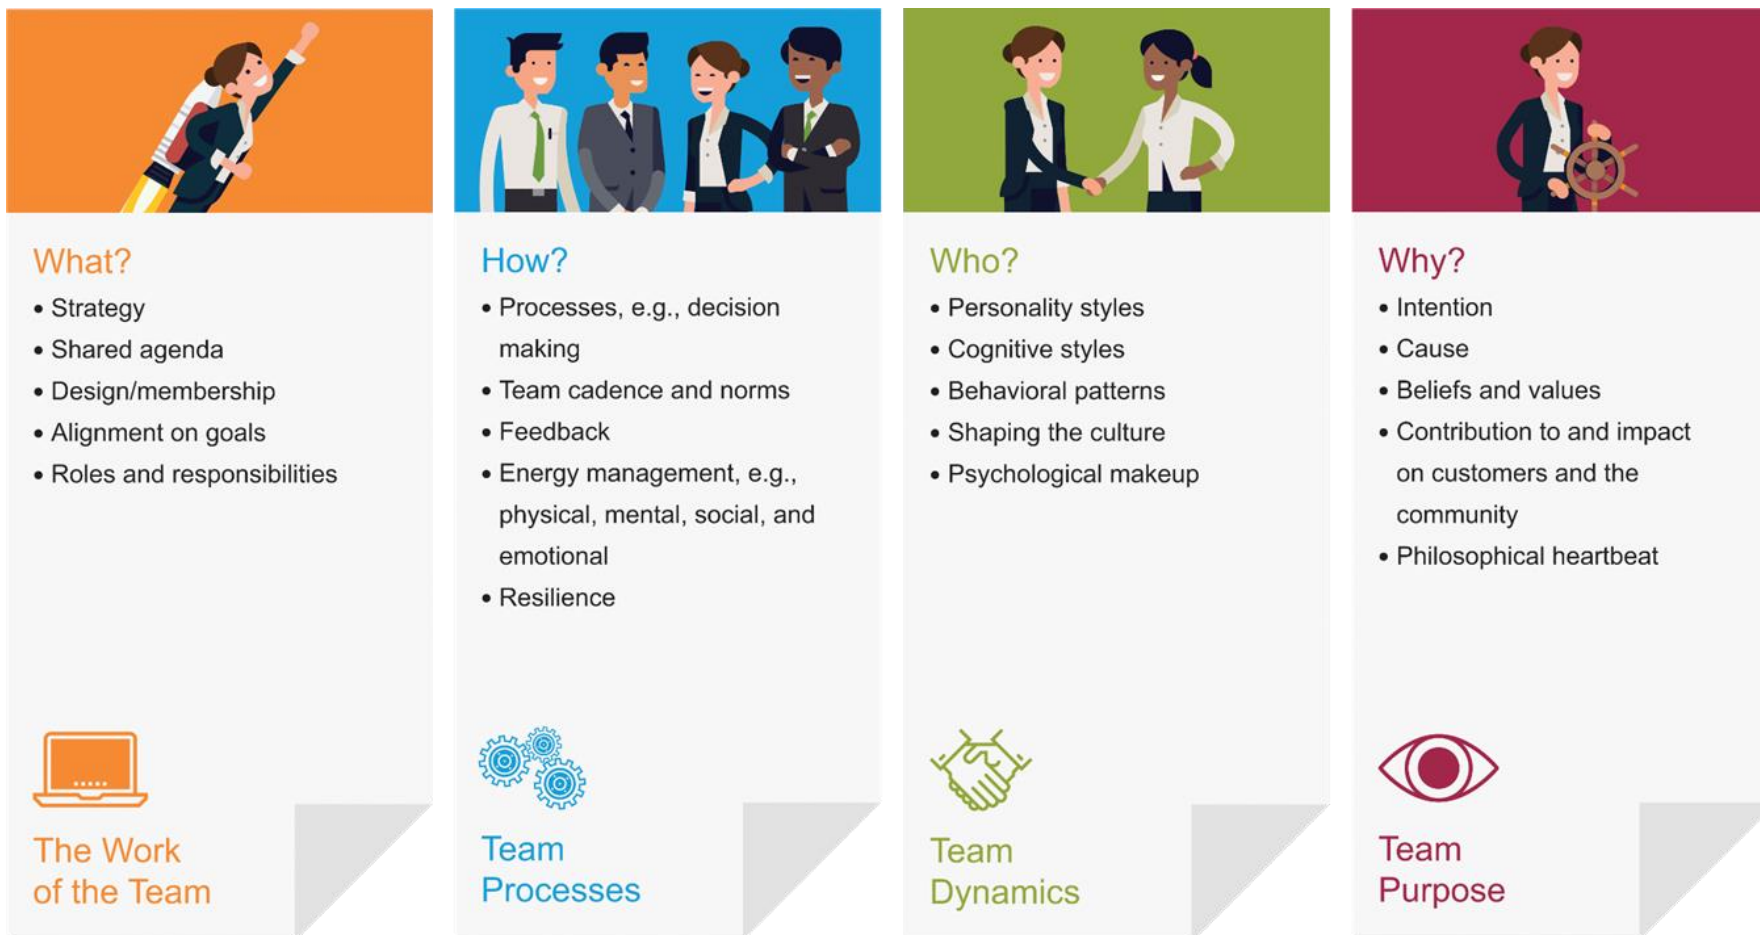 What?
• Strategy
• Shared agenda
• Design/membership
• Alignment on goals
• Roles and responsibilities
The Work
of the Team
How?
• Processes, e.g., decision
making
• Team cadence and norms
• Feedback
• Energy management, e.g.,
physical, mental, social, and
emotional
• Resilience
Team
Processes
Who?
• Personality styles
• Cognitive styles
• Behavioral patterns
• Shaping the culture
• Psychological makeup
Team
Dynamics
Why?
• Intention
• Cause
• Beliefs and values
• Contribution to and impact
on customers and the
community
• Philosophical heartbeat
Team
Purpose